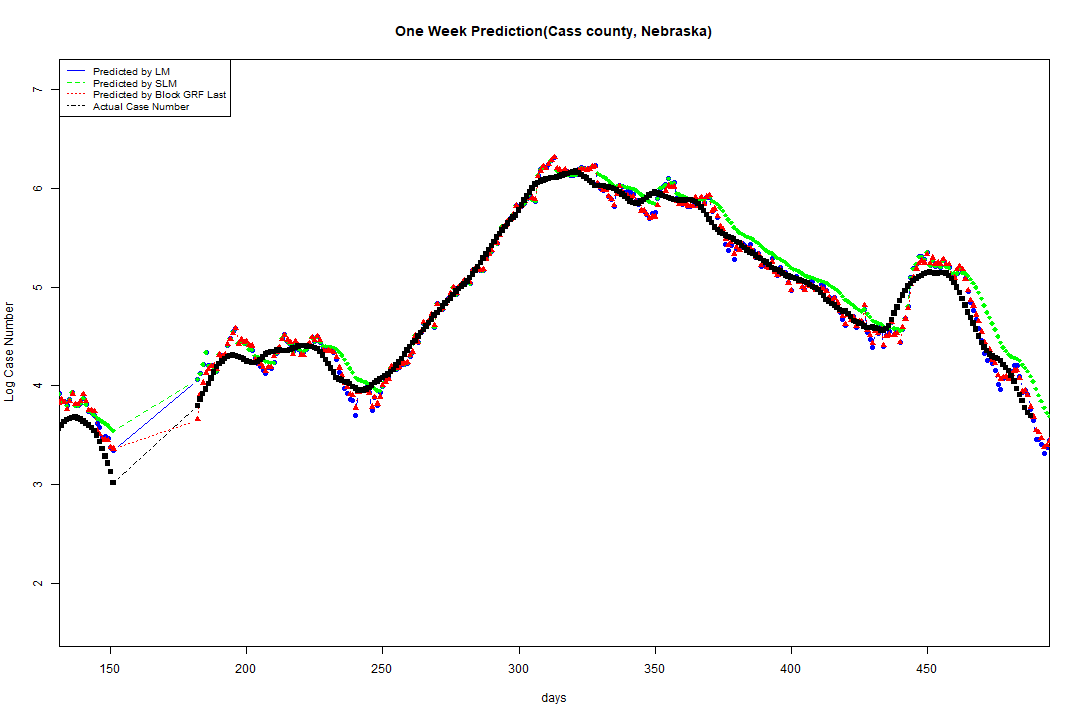 One Week Prediction(Cass county, Nebraska)
Predicted by LM
Predicted by SLM
Predicted by Block GRF Last
Actual Case Number
Log Case Number
7
6
5
4
3
2
150 200 250 300 350 400 450
days